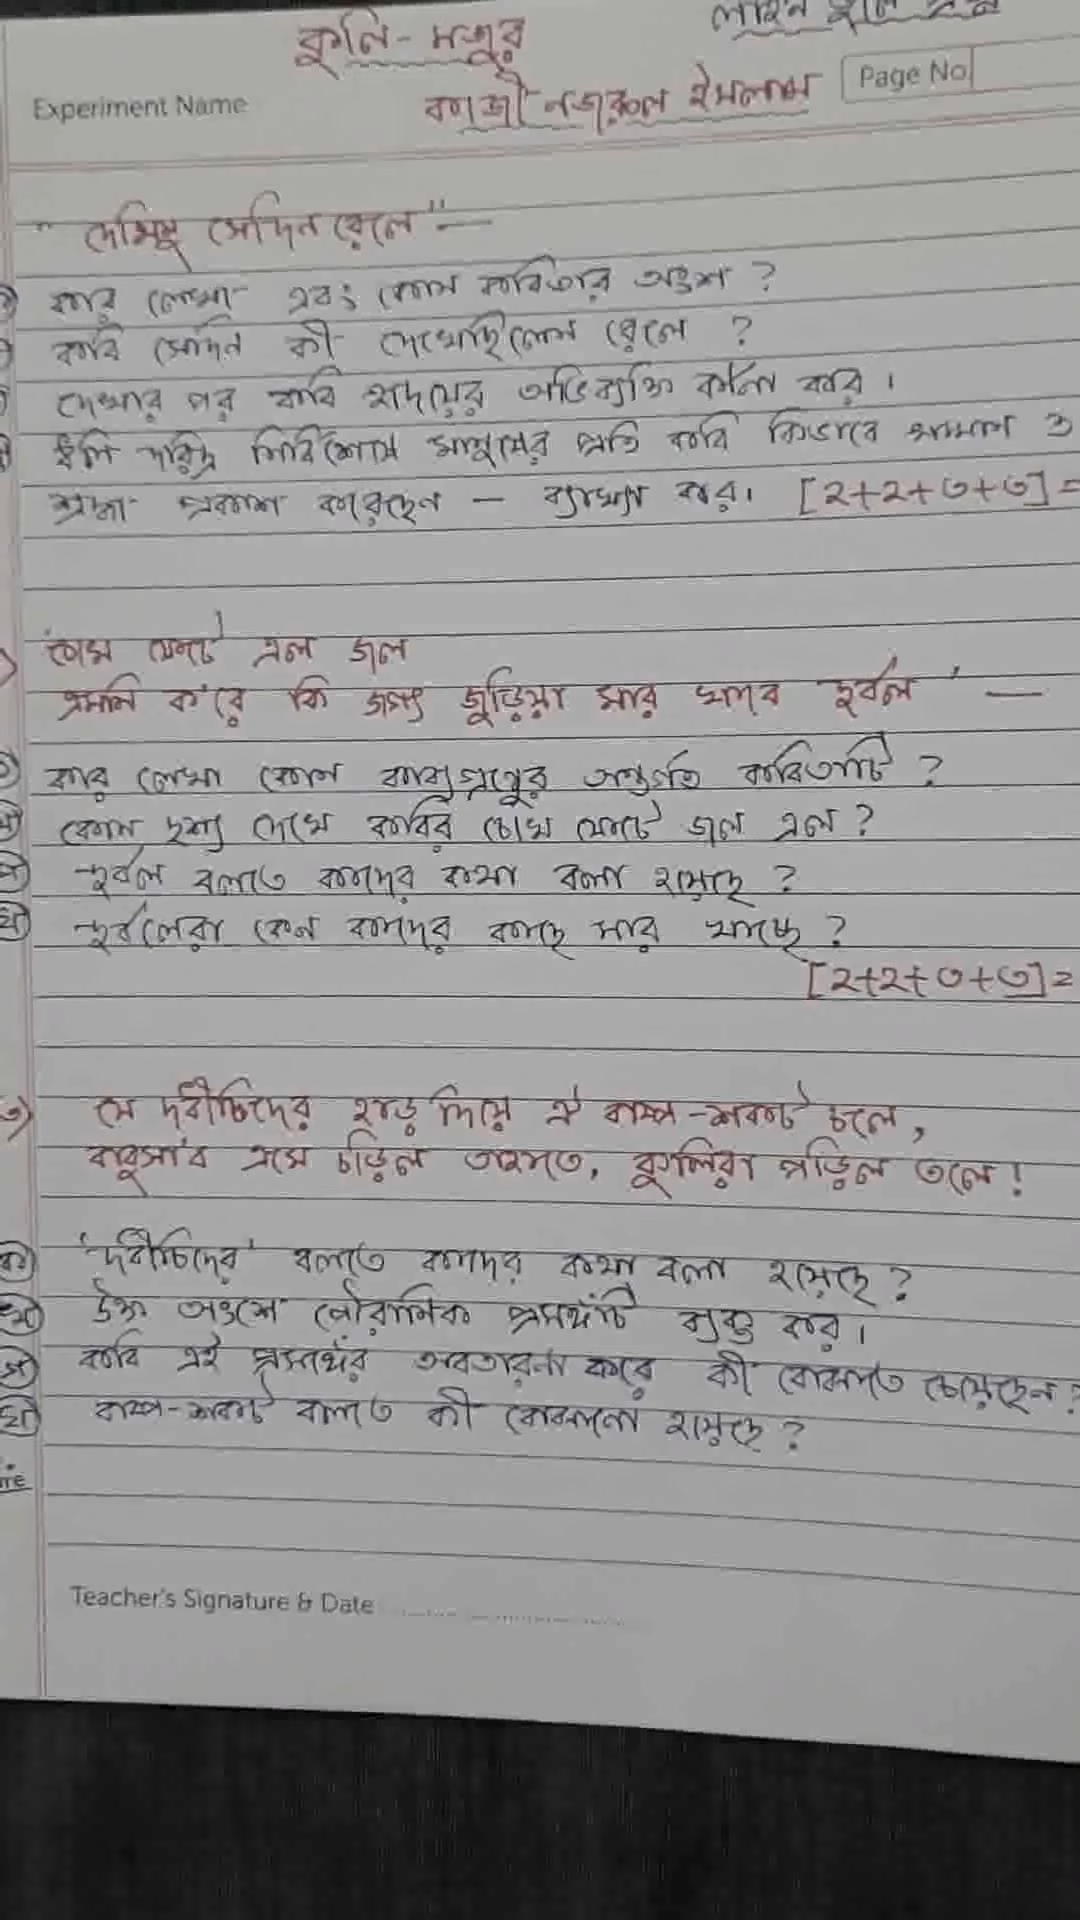 কুলি-মজুর
Experiment Name
কাজী নজরুল ইসলাম
Page No
"দেখিনু সেদিন রেলে"—
কার লেখা এবং কোন কবিতার অংশ ?
কবি সেদিন কী দেখেছিলেন রেলে ?
দেখার পর কবি হৃদয়ের অভিব্যক্তি বর্ণনা কর।
দরিদ্র নির্বিশেষে মানুষের প্রতি কবি কিভাবে ও
শ্রদ্ধা প্রকাশ করেছেন — ব্যাখ্যা কর। [২+২+৩+৩]=
'চোখ ফেটে এল জল
এমনি ক'রে কি জগৎ জুড়িয়া মার খাবে দুর্বল' —
কার লেখা কোন কাব্যগ্রন্থের অন্তর্গত কবিতাটি ?
কোন দৃশ্য দেখে কবির চোখ ফেটে জল এল ?
দুর্বল বলতে কাদের কথা বলা হয়েছে ?
ঘ দুর্বলেরা কেন কাদের কাছে মার খাচ্ছে ?
[২+২+৩+৩]=
৩) যে দধীচিদের হাড় দিয়ে ঐ বাষ্প-শকট চলে,
বাবুসা'ব এসে চড়িল তাহাতে, কুলিরা পড়িল তলে!
ক 'দধীচিদের' বলতে কাদের কথা বলা হয়েছে ?
খ উক্ত অংশে পৌরানিক প্রসঙ্গটি ব্যক্ত কর।
গ কবি এই প্রসঙ্গের অবতারনা করে কী বোঝাতে চেয়েছেন ?
ঘ বাষ্প-শকট বলতে কী বোঝানো হয়েছে ?
Teacher's Signature & Date